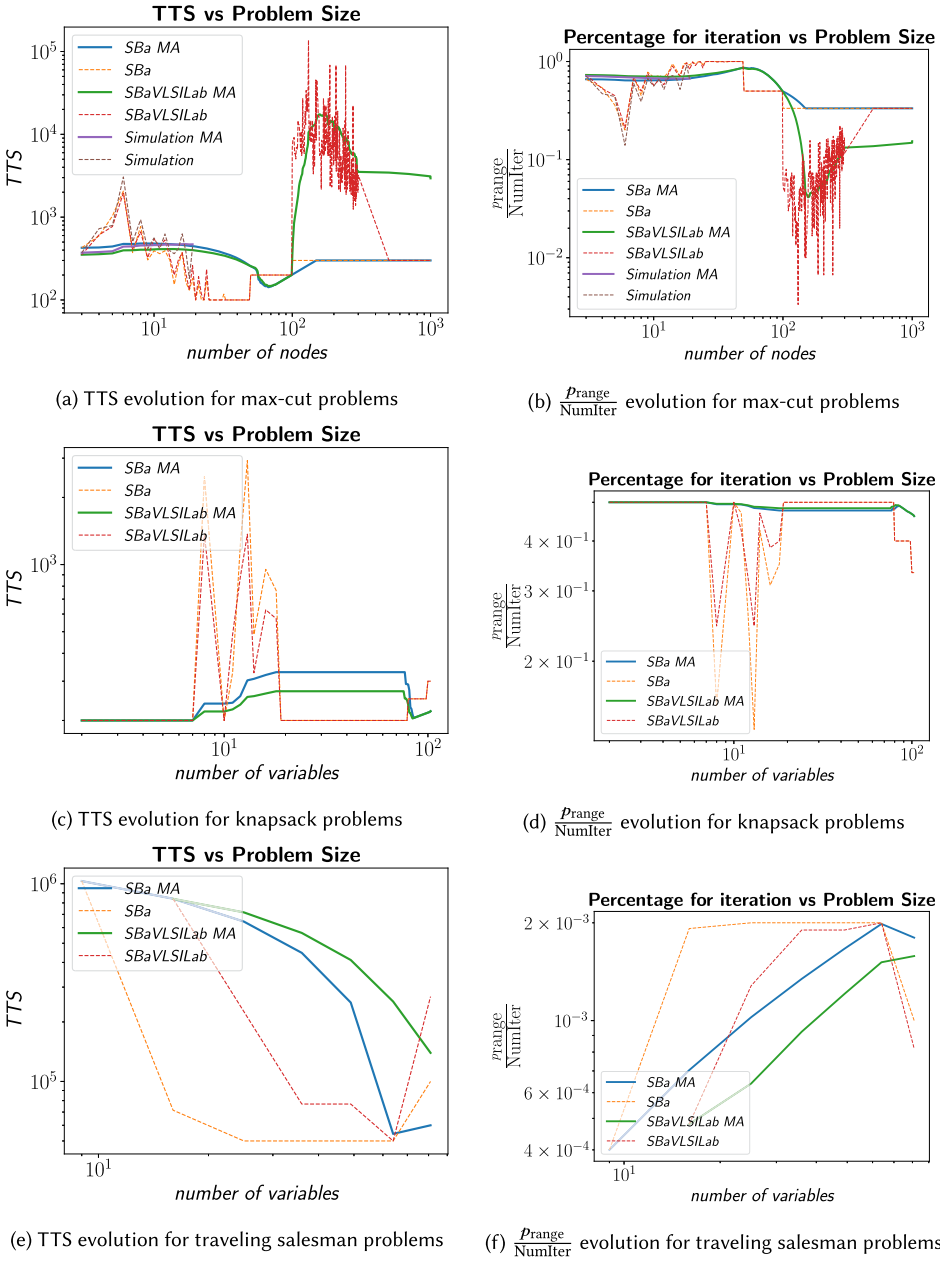 TTS vs Problem Size
10^5
10^4
10^3
10^2
TTS
SBa MA
SBa
SBaVLSILab MA
SBaVLSILab
Simulation MA
Simulation
10^1
10^2
10^3
number of nodes
(a) TTS evolution for max-cut problems
Percentage for iteration vs Problem Size
10^0
10^−1
10^−2
p_range
NumIter
SBa MA
SBa
SBaVLSILab MA
SBaVLSILab
Simulation MA
Simulation
10^1
10^2
10^3
number of nodes
(b) p_range/NumIter evolution for max-cut problems
TTS vs Problem Size
10^3
TTS
SBa MA
SBa
SBaVLSILab MA
SBaVLSILab
10^1
10^2
number of variables
(c) TTS evolution for knapsack problems
Percentage for iteration vs Problem Size
4 × 10^−1
3 × 10^−1
2 × 10^−1
p_range
NumIter
SBa MA
SBa
SBaVLSILab MA
SBaVLSILab
10^1
10^2
number of variables
(d) p_range/NumIter evolution for knapsack problems
TTS vs Problem Size
10^6
10^5
TTS
SBa MA
SBa
SBaVLSILab MA
SBaVLSILab
10^1
number of variables
(e) TTS evolution for traveling salesman problems
Percentage for iteration vs Problem Size
2 × 10^−3
10^−3
6 × 10^−4
4 × 10^−4
p_range
NumIter
SBa MA
SBa
SBaVLSILab MA
SBaVLSILab
10^1
number of variables
(f) p_range/NumIter evolution for traveling salesman problems